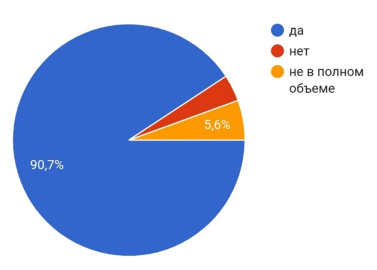 да
нет
не в полном
объеме
5,6%
90,7%